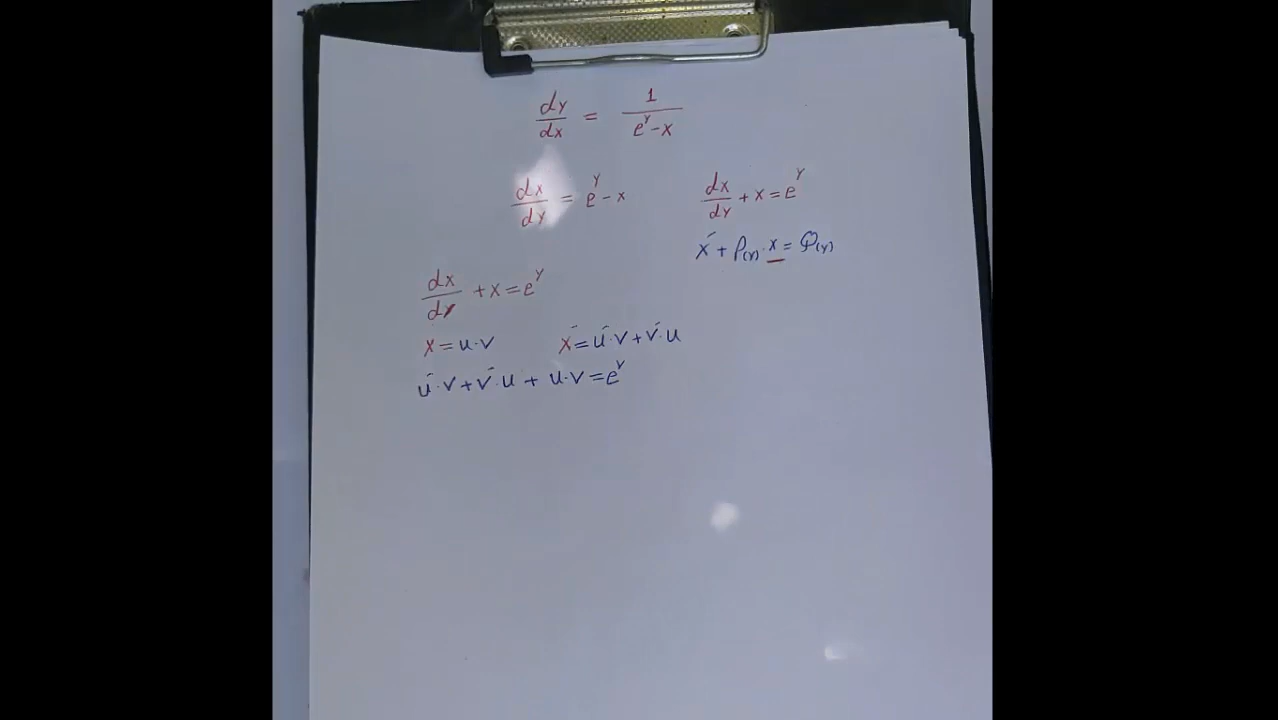 dy/dx = 1/(e^y - x)
dx/dy = e^y - x
dx/dy + x = e^y
x' + P(y) · x = Q(y)
dx/dy + x = e^y
x = u·v
x' = u'·v + v'·u
u'·v + v'·u + u·v = e^y